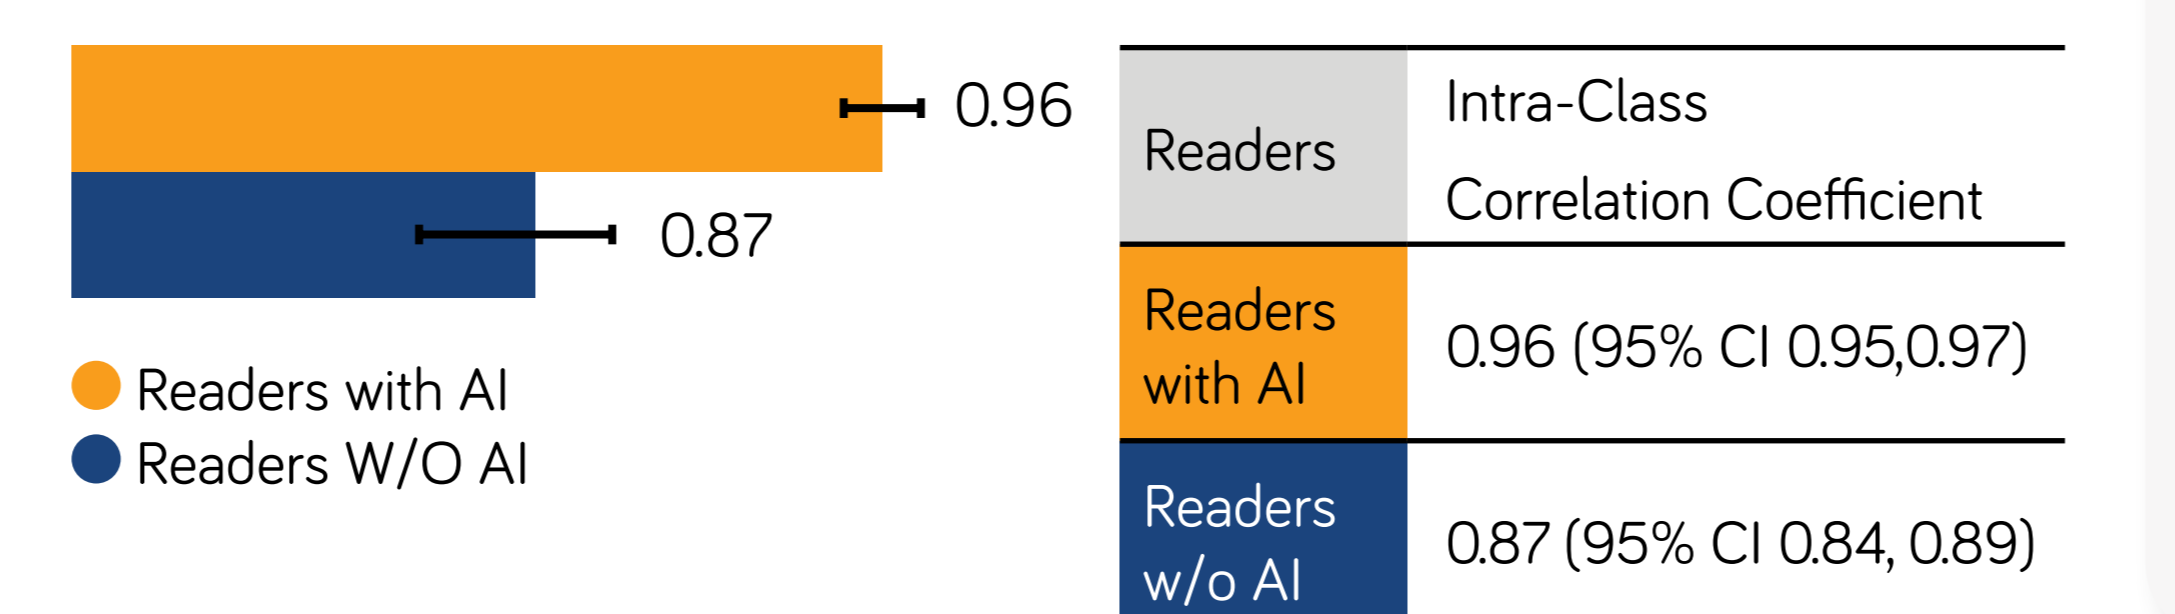 0.96
0.87
Readers with AI
Readers W/O AI
Readers
Intra-Class
Correlation Coefficient
Readers
with AI
0.96 (95% CI 0.95,0.97)
Readers
w/o AI
0.87 (95% CI 0.84, 0.89)